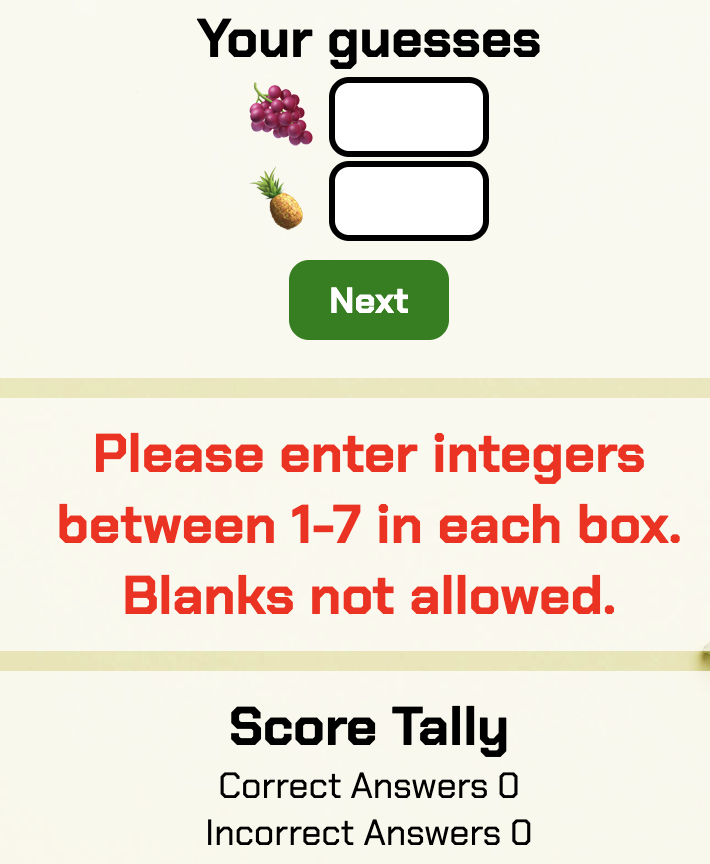 Your guesses
Next
Please enter integers
between 1-7 in each box.
Blanks not allowed.
Score Tally
Correct Answers 0
Incorrect Answers 0